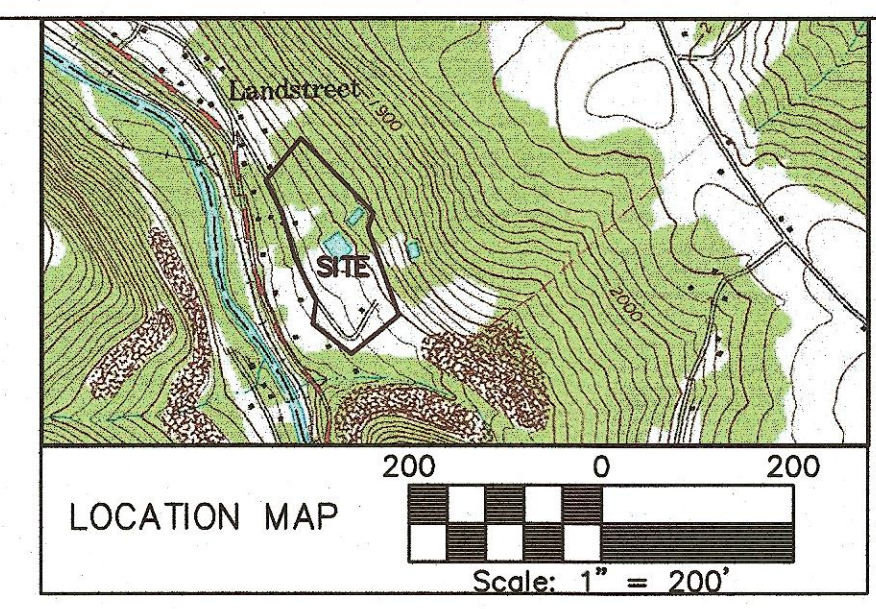 Landstreet
1900
SITE
2000
200 0 200
LOCATION MAP
Scale: 1" = 200'